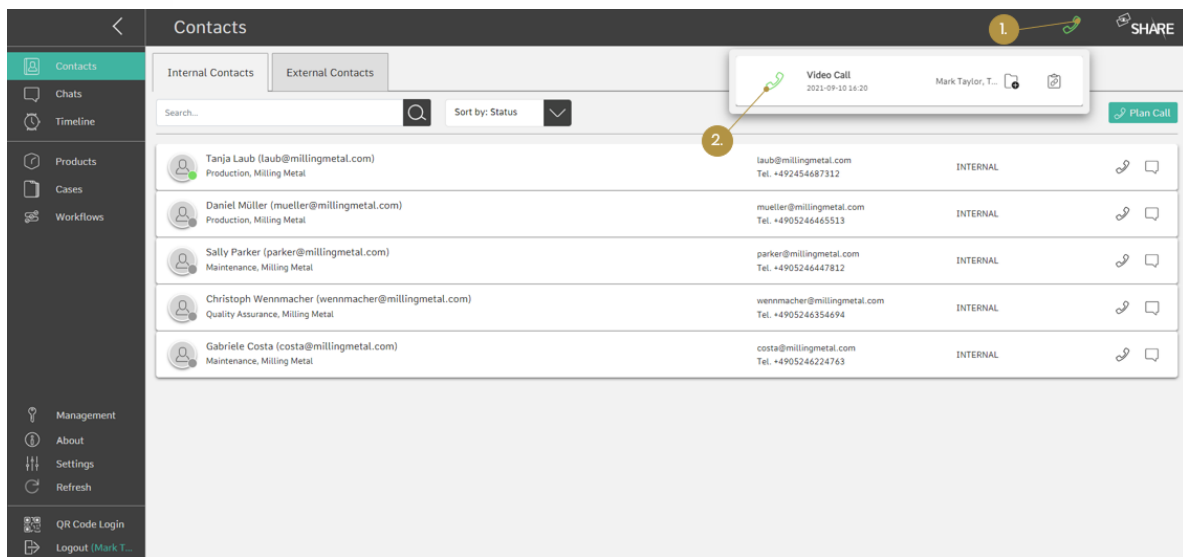 Contacts
1.
SHARE
Contacts
Chats
Timeline
Products
Cases
Workflows
Management
About
Settings
Refresh
QR Code Login
Logout (Mark T...
Internal Contacts
External Contacts
Video Call
2021-09-10 16:20
Mark Taylor, T...
Search...
Sort by: Status
Plan Call
2.
Tanja Laub (laub@millingmetal.com)
Production, Milling Metal
laub@millingmetal.com
Tel. +492454687312
INTERNAL
Daniel Müller (mueller@millingmetal.com)
Production, Milling Metal
mueller@millingmetal.com
Tel. +4905246465513
INTERNAL
Sally Parker (parker@millingmetal.com)
Maintenance, Milling Metal
parker@millingmetal.com
Tel. +4905246447812
INTERNAL
Christoph Wennmacher (wennmacher@millingmetal.com)
Quality Assurance, Milling Metal
wennmacher@millingmetal.com
Tel. +4905246354694
INTERNAL
Gabriele Costa (costa@millingmetal.com)
Maintenance, Milling Metal
costa@millingmetal.com
Tel. +4905246224763
INTERNAL